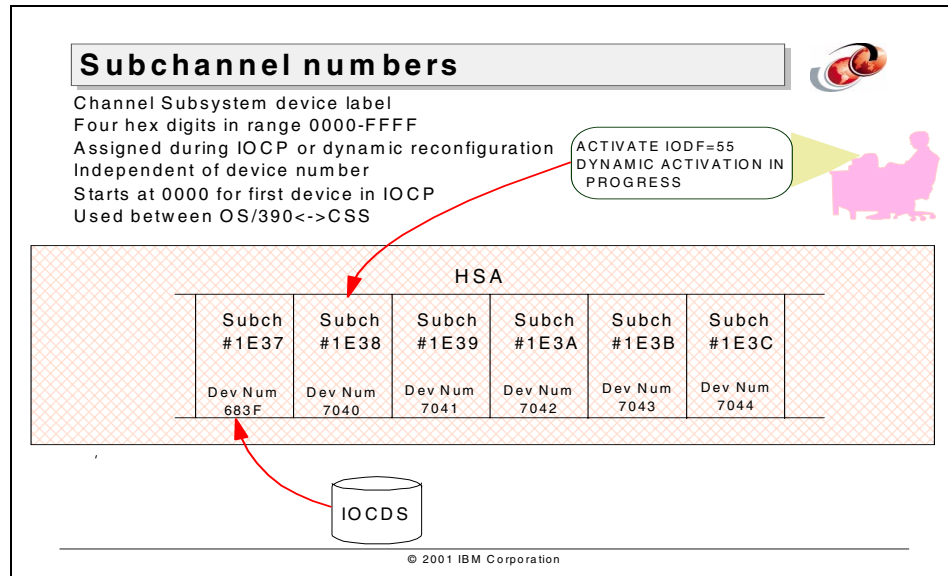 Subchannel numbers
Channel Subsystem device label
Four hex digits in range 0000-FFFF
Assigned during IOCP or dynamic reconfiguration
Independent of device number
Starts at 0000 for first device in IOCP
Used between OS/390<->CSS
ACTIVATE IODF=55
DYNAMIC ACTIVATION IN
PROGRESS
HSA
Subch Subch Subch Subch Subch Subch
#1E37 #1E38 #1E39 #1E3A #1E3B #1E3C
Dev Num Dev Num Dev Num Dev Num Dev Num Dev Num
683F 7040 7041 7042 7043 7044
,
IOCDS
© 2001 IBM Corporation